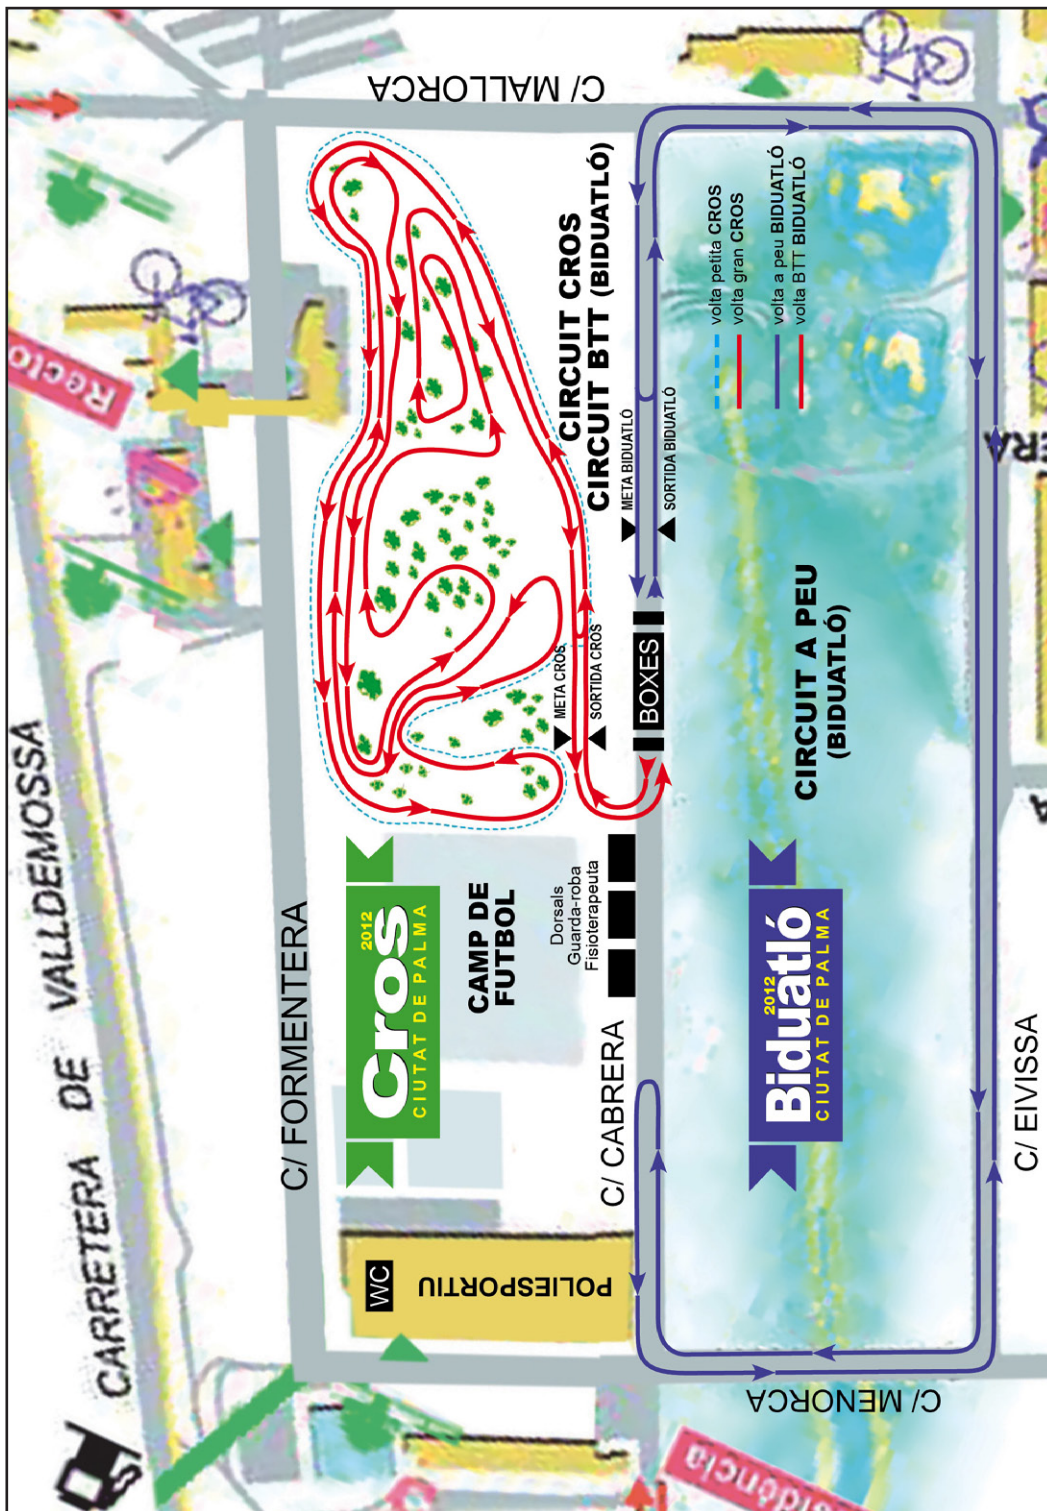 CARRETERA DE VALLDEMOSSA
Recto
C/ FORMENTERA
C/ MALLORCA
WC
POLIESPORTIU
2012
Cros
CIUTAT DE PALMA
CAMP DE
FUTBOL
Dorsals
Guarda-roba
Fisioterapeuta
META CROS
SORTIDA CROS
CIRCUIT CROS
CIRCUIT BTT (BIDUATLÓ)
C/ CABRERA
BOXES
META BIDUATLÓ
SORTIDA BIDUATLÓ
volta petita CROS
volta gran CROS
volta a peu BIDUATLÓ
volta BTT BIDUATLÓ
2012
Biduatló
CIUTAT DE PALMA
CIRCUIT A PEU
(BIDUATLÓ)
C/ MENORCA
C/ EIVISSA
idència
ERA
A